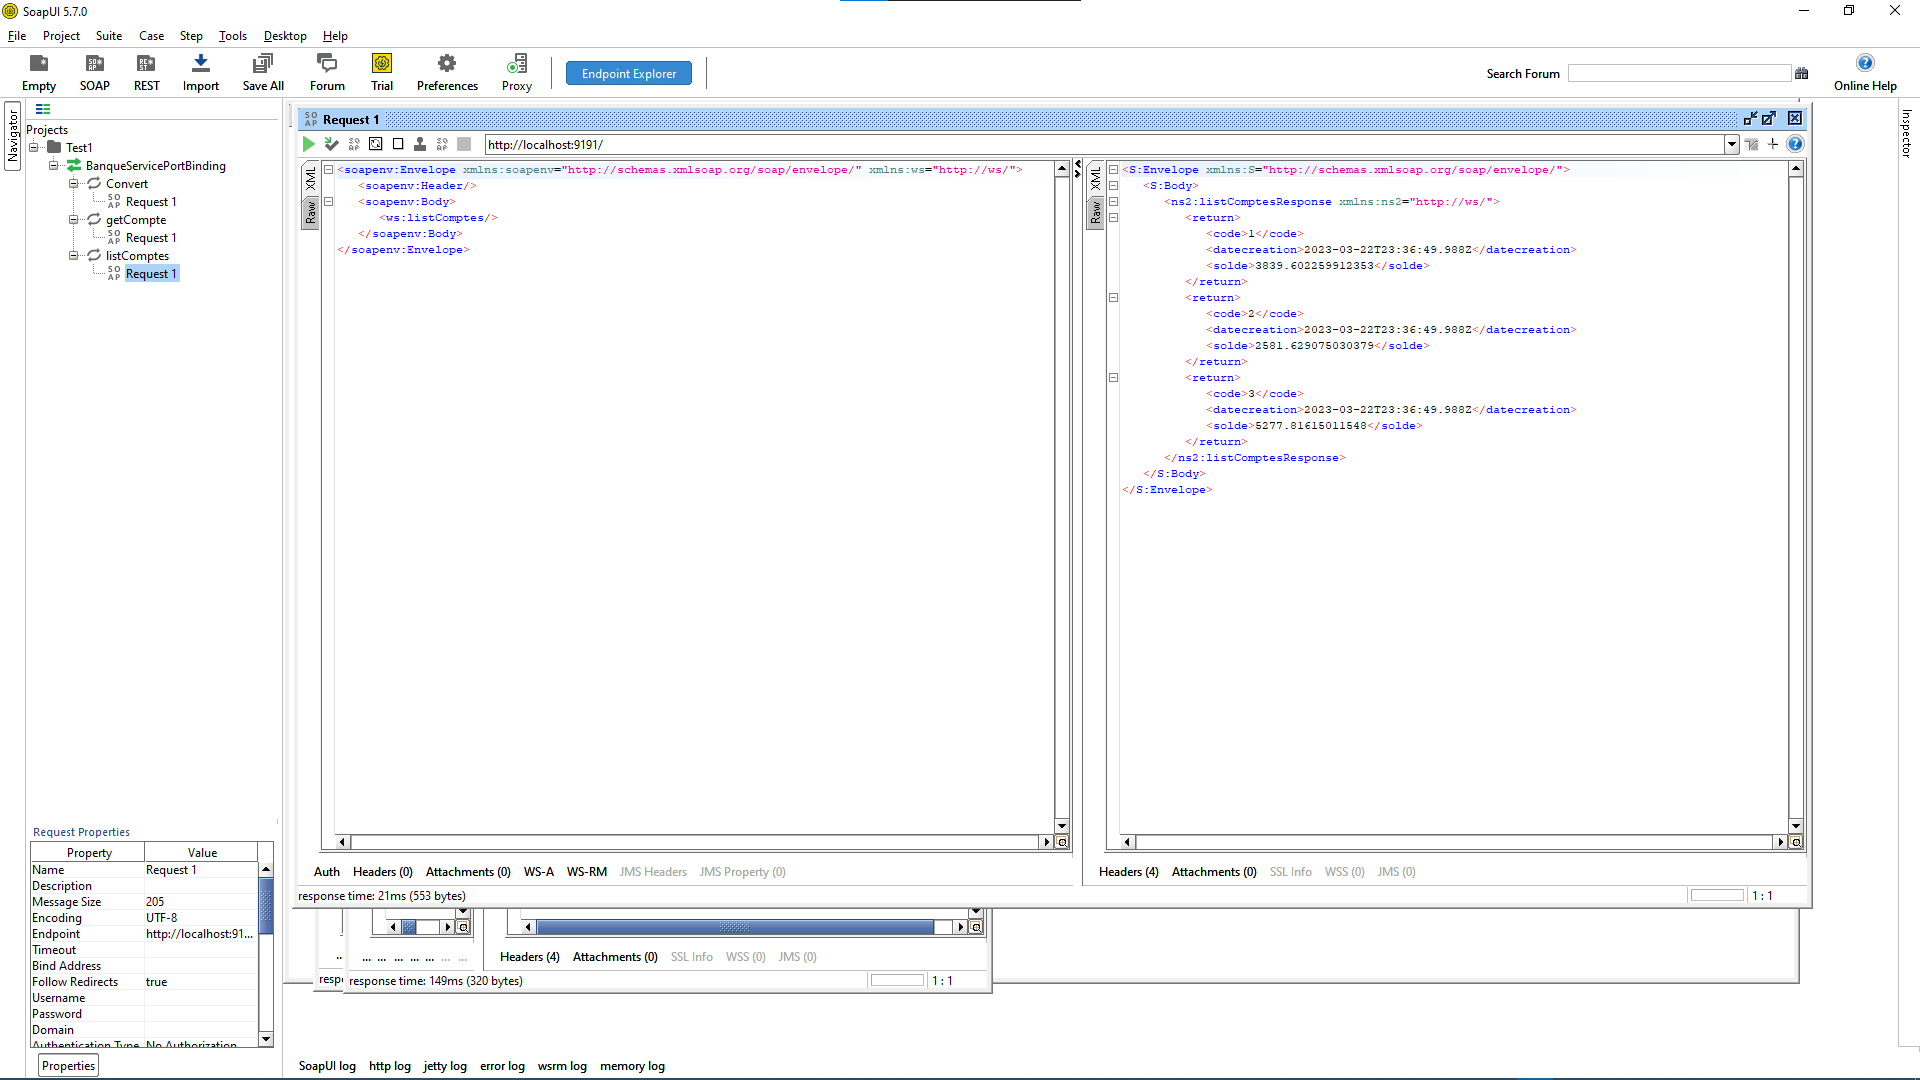 SoapUI 5.7.0
File Project Suite Case Step Tools Desktop Help
Empty SOAP REST Import Save All Forum Trial Preferences Proxy Endpoint Explorer Search Forum Online Help
Navigator
Inspector
Projects
Test1
BanqueServicePortBinding
Convert
Request 1
getCompte
Request 1
listComptes
Request 1
Request 1
http://localhost:9191/
XML
Raw
<soapenv:Envelope xmlns:soapenv="http://schemas.xmlsoap.org/soap/envelope/" xmlns:ws="http://ws/">
<soapenv:Header/>
<soapenv:Body>
<ws:listComptes/>
</soapenv:Body>
</soapenv:Envelope>
XML
Raw
<S:Envelope xmlns:S="http://schemas.xmlsoap.org/soap/envelope/">
<S:Body>
<ns2:listComptesResponse xmlns:ns2="http://ws/">
<return>
<code>1</code>
<datecreation>2023-03-22T23:36:49.988Z</datecreation>
<solde>3839.602259912353</solde>
</return>
<return>
<code>2</code>
<datecreation>2023-03-22T23:36:49.988Z</datecreation>
<solde>2581.629075030379</solde>
</return>
<return>
<code>3</code>
<datecreation>2023-03-22T23:36:49.988Z</datecreation>
<solde>5277.81615011548</solde>
</return>
</ns2:listComptesResponse>
</S:Body>
</S:Envelope>
Auth Headers (0) Attachments (0) WS-A WS-RM JMS Headers JMS Property (0)
Headers (4) Attachments (0) SSL Info WSS (0) JMS (0)
response time: 21ms (553 bytes)
1 : 1
... ... ... ... ... ... ... Headers (4) Attachments (0) SSL Info WSS (0) JMS (0)
resp response time: 149ms (320 bytes)
1 : 1
Request Properties
Property Value
Name Request 1
Description
Message Size 205
Encoding UTF-8
Endpoint http://localhost:91...
Timeout
Bind Address
Follow Redirects true
Username
Password
Domain
Authentication Type No Authorization
Properties
SoapUI log http log jetty log error log wsrm log memory log